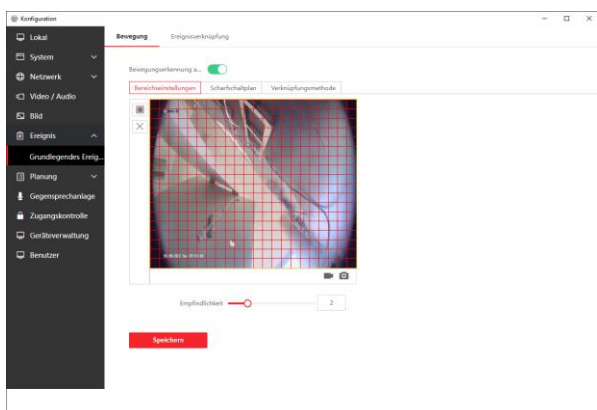 Konfiguration
Lokal
System
Netzwerk
Video / Audio
Bild
Ereignis
Grundlegendes Ereig...
Planung
Gegensprechanlage
Zugangskontrolle
Geräteverwaltung
Benutzer
Bewegung
Ereignisverknüpfung
Bewegungserkennung a...
Bereichseinstellungen
Scharfschaltplan
Verknüpfungsmethode
Empfindlichkeit
2
Speichern